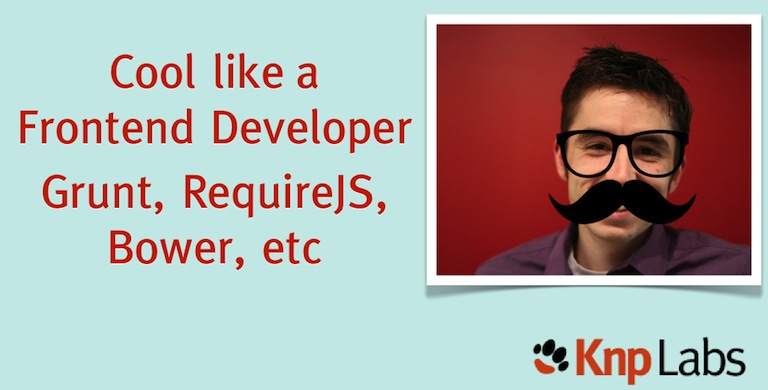 Cool like a
Frontend Developer
Grunt, RequireJS,
Bower, etc
Knp Labs